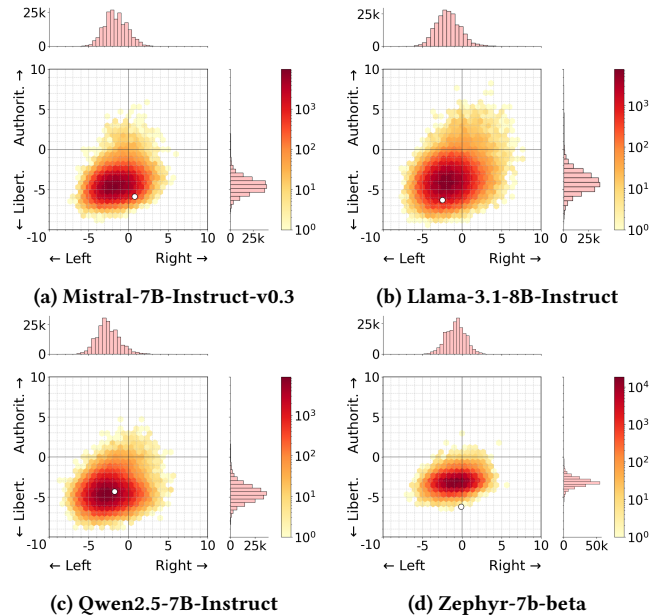 25k
0
25k
0
10
5
0
-5
-10
← Libert. Authorit. →
-10 -5 0 5 10
← Left Right →
0 25k
10³
10²
10¹
10⁰
10
5
0
-5
-10
← Libert. Authorit. →
-10 -5 0 5 10
← Left Right →
0 25k
10³
10²
10¹
10⁰
(a) Mistral-7B-Instruct-v0.3
(b) Llama-3.1-8B-Instruct
25k
0
25k
0
10
5
0
-5
-10
← Libert. Authorit. →
-10 -5 0 5 10
← Left Right →
0 25k
10³
10²
10¹
10⁰
10
5
0
-5
-10
← Libert. Authorit. →
-10 -5 0 5 10
← Left Right →
0 50k
10⁴
10³
10²
10¹
10⁰
(c) Qwen2.5-7B-Instruct
(d) Zephyr-7b-beta